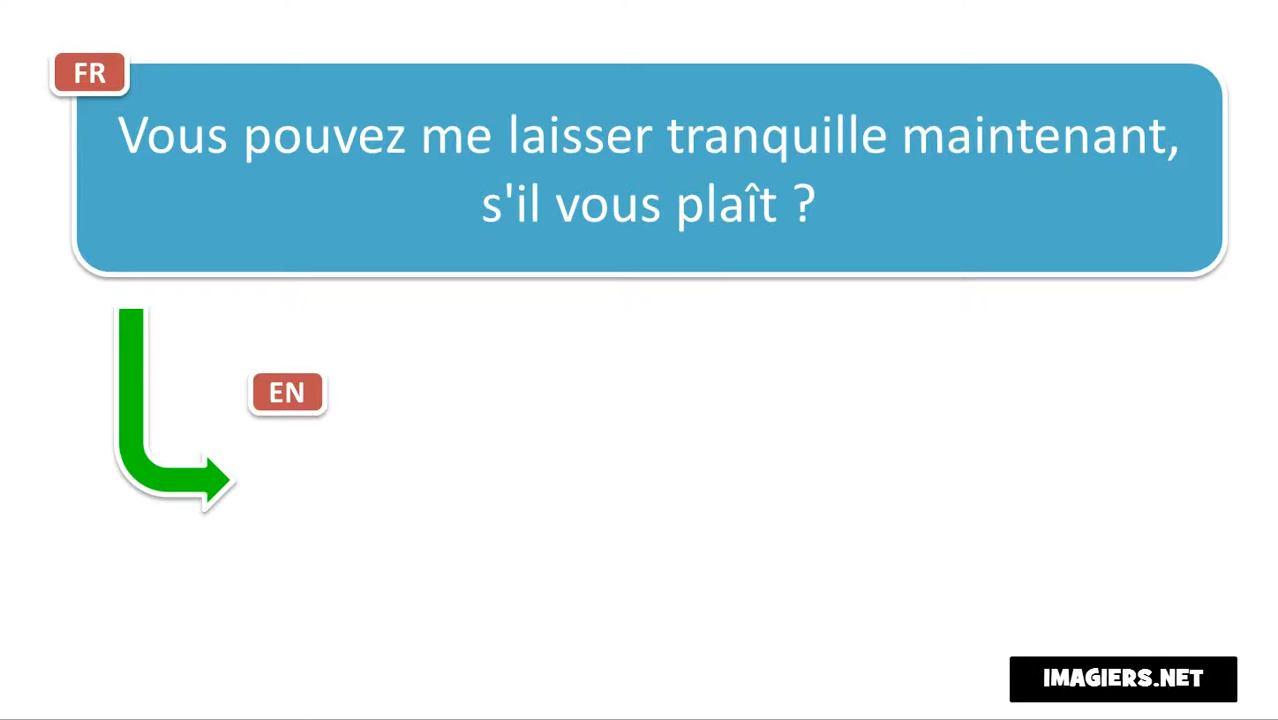 FR
Vous pouvez me laisser tranquille maintenant,
s'il vous plaît ?
EN
IMAGIERS.NET